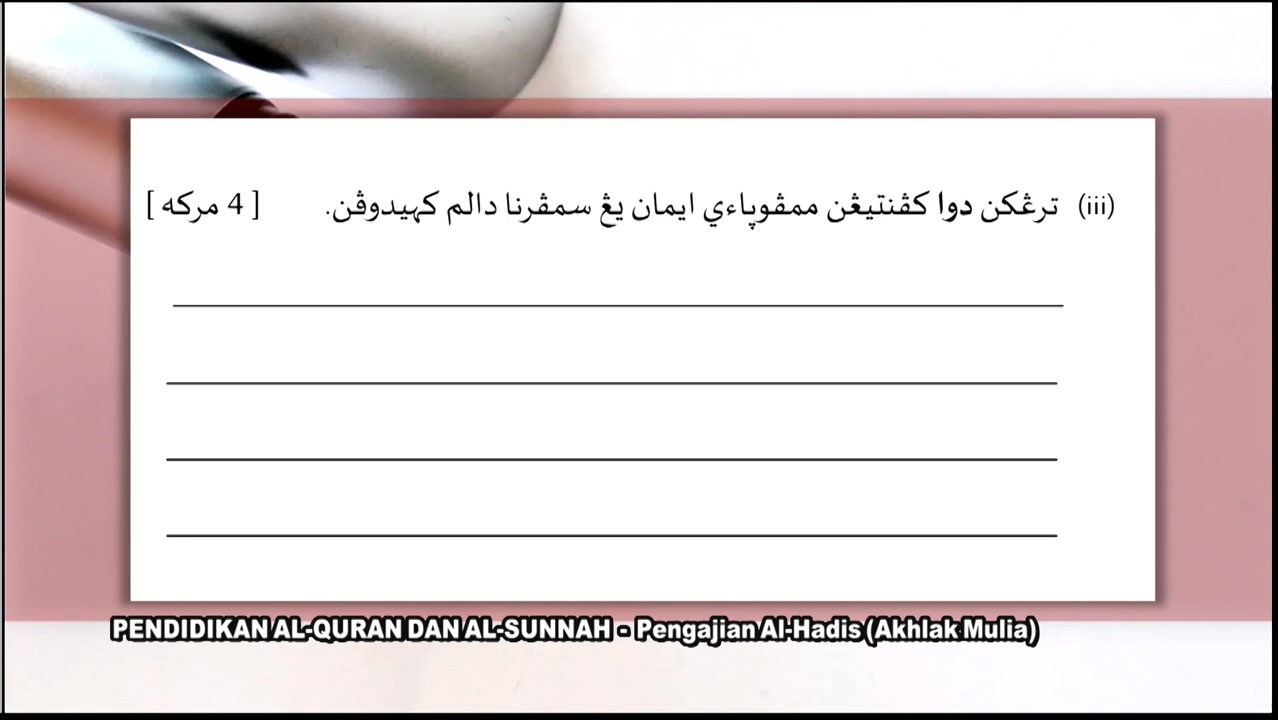 (iii) ترڠکن دوا کڤنتيڠن ممڤوڽاءي ايمان يڠ سمڤرنا دالم کهيدوڤن. [ 4 مرکه ]
PENDIDIKAN AL-QURAN DAN AL-SUNNAH - Pengajian Al-Hadis (Akhlak Mulia)